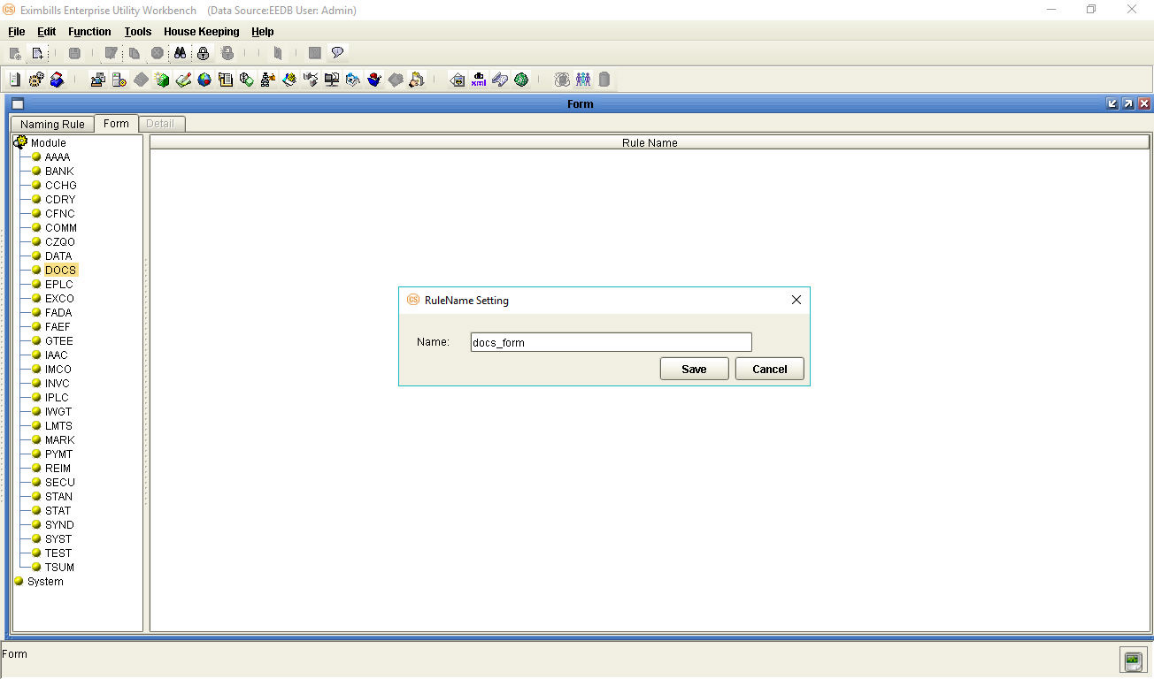 Eximbills Enterprise Utility Workbench (Data Source:EEDB User: Admin)
File Edit Function Tools House Keeping Help
xml
Form
Naming Rule Form Detail
Module
Rule Name
AAAA
BANK
CCHG
CDRY
CFNC
COMM
CZQO
DATA
DOCS
EPLC
EXCO
FADA
FAEF
GTEE
IAAC
IMCO
INVC
IPLC
IWGT
LMTS
MARK
PYMT
REIM
SECU
STAN
STAT
SYND
SYST
TEST
TSUM
System
CS RuleName Setting
Name: docs_form
Save Cancel
Form